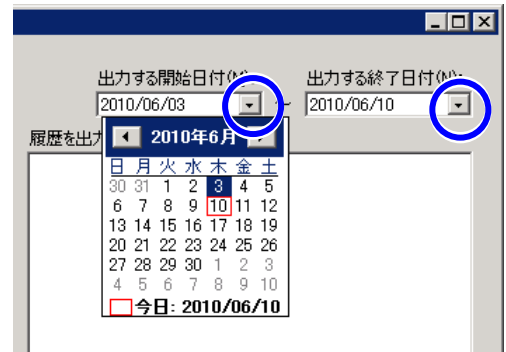 出力する開始日付(M): 出力する終了日付(N):
2010/06/03 ～ 2010/06/10
履歴を出力
2010年6月
日 月 火 水 木 金 土
30 31 1 2 3 4 5
6 7 8 9 10 11 12
13 14 15 16 17 18 19
20 21 22 23 24 25 26
27 28 29 30 1 2 3
4 5 6 7 8 9 10
今日: 2010/06/10